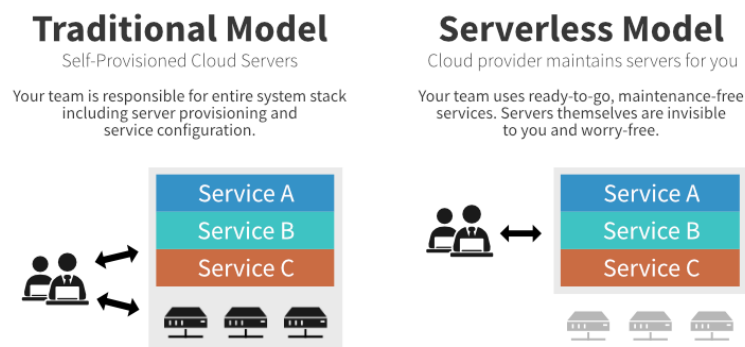 Traditional Model
Self-Provisioned Cloud Servers
Your team is responsible for entire system stack
including server provisioning and
service configuration.
Service A
Service B
Service C
Serverless Model
Cloud provider maintains servers for you
Your team uses ready-to-go, maintenance-free
services. Servers themselves are invisible
to you and worry-free.
Service A
Service B
Service C